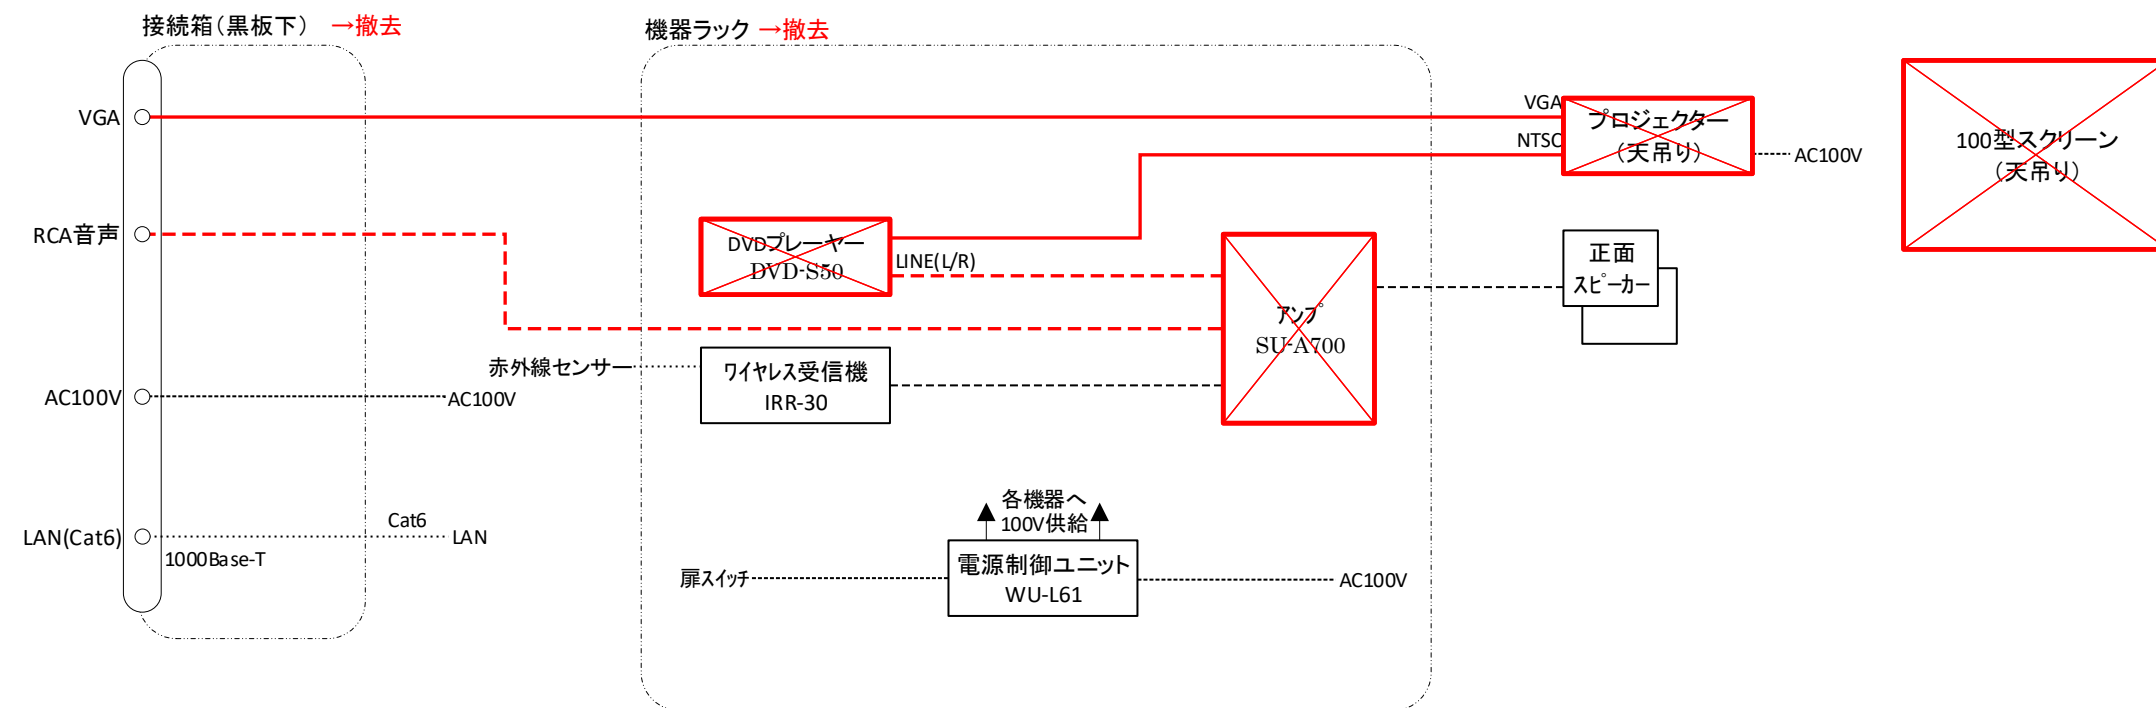 接続箱(黒板下) →撤去
機器ラック →撤去
VGA
VGA
NTSC
プロジェクター
(天吊り)
AC100V
100型スクリーン
(天吊り)
RCA音声
DVDプレーヤー
DVD-S50
LINE(L/R)
正面
スピーカー
アンプ
SU-A700
赤外線センサー
ワイヤレス受信機
IRR-30
AC100V
AC100V
LAN(Cat6)
1000Base-T
Cat6
LAN
各機器へ
100V供給
扉スイッチ
電源制御ユニット
WU-L61
AC100V